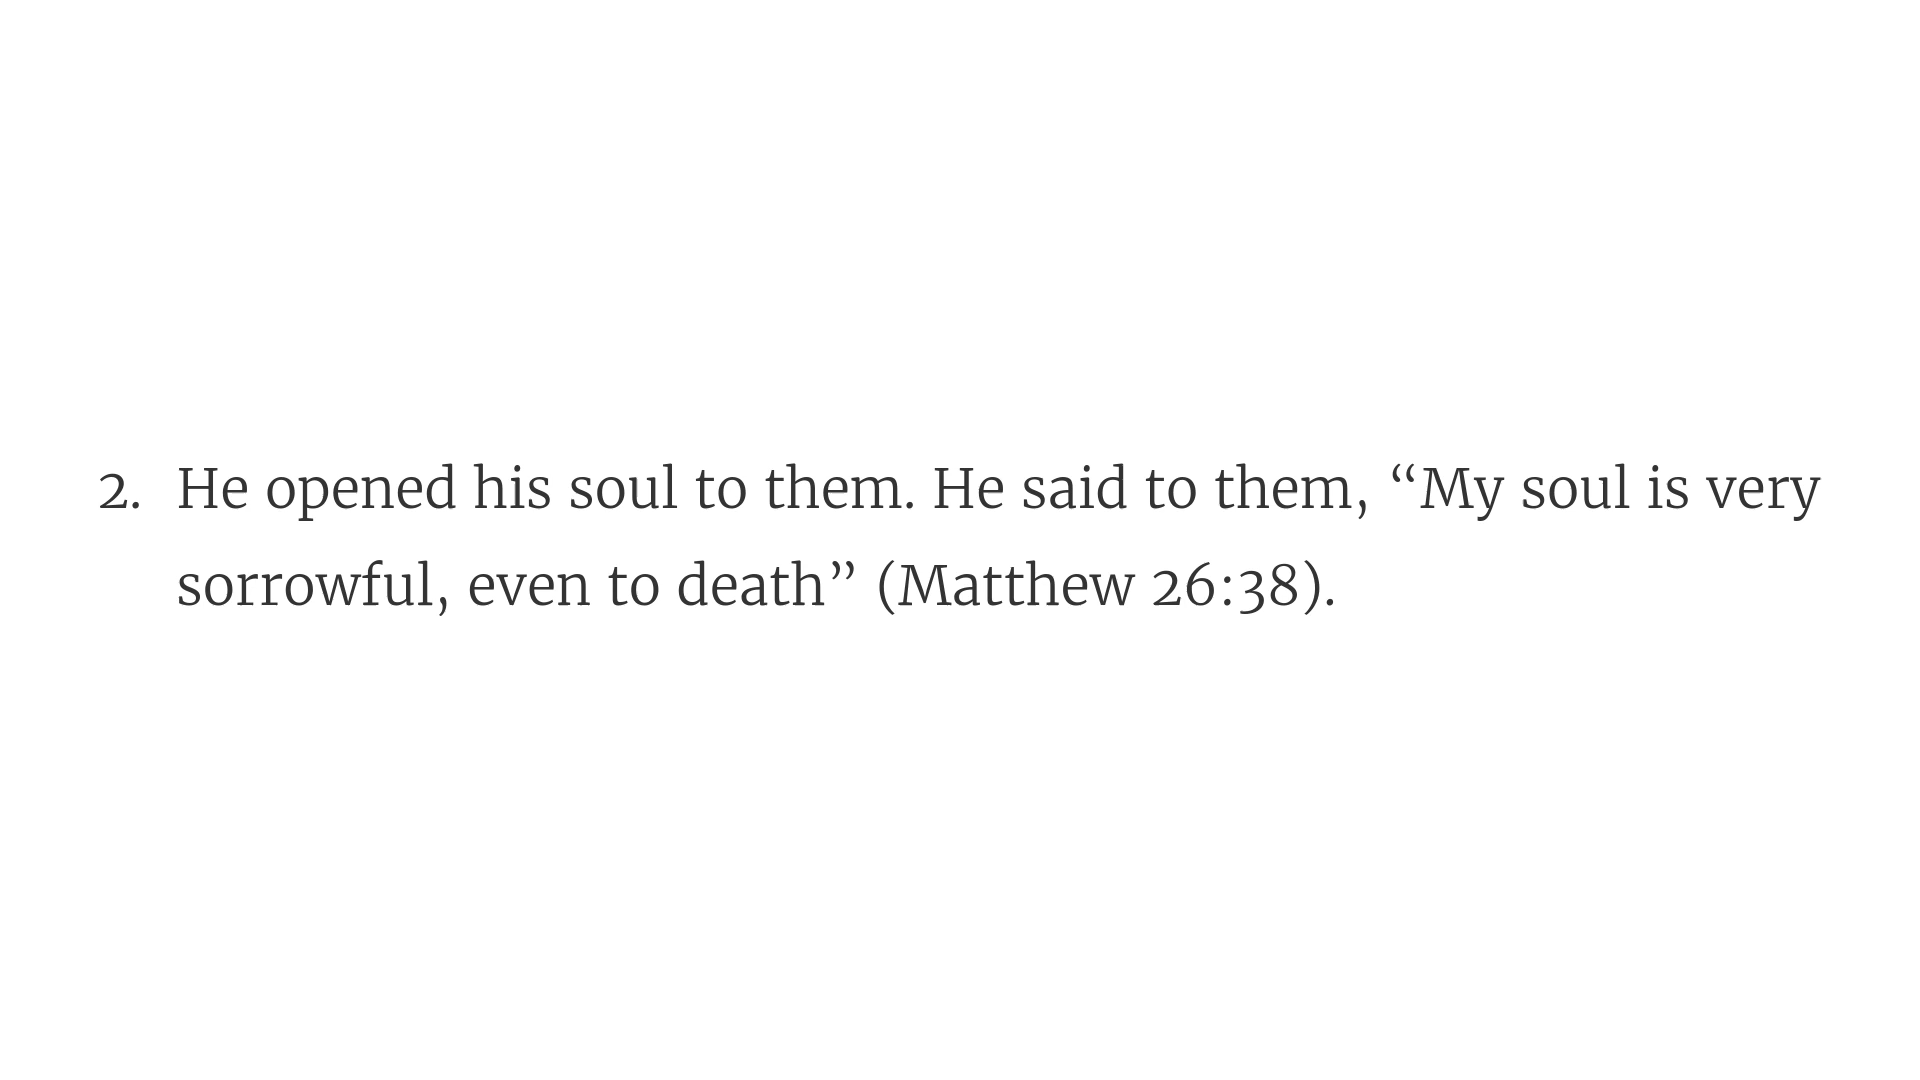 2. He opened his soul to them. He said to them, “My soul is very
sorrowful, even to death” (Matthew 26:38).